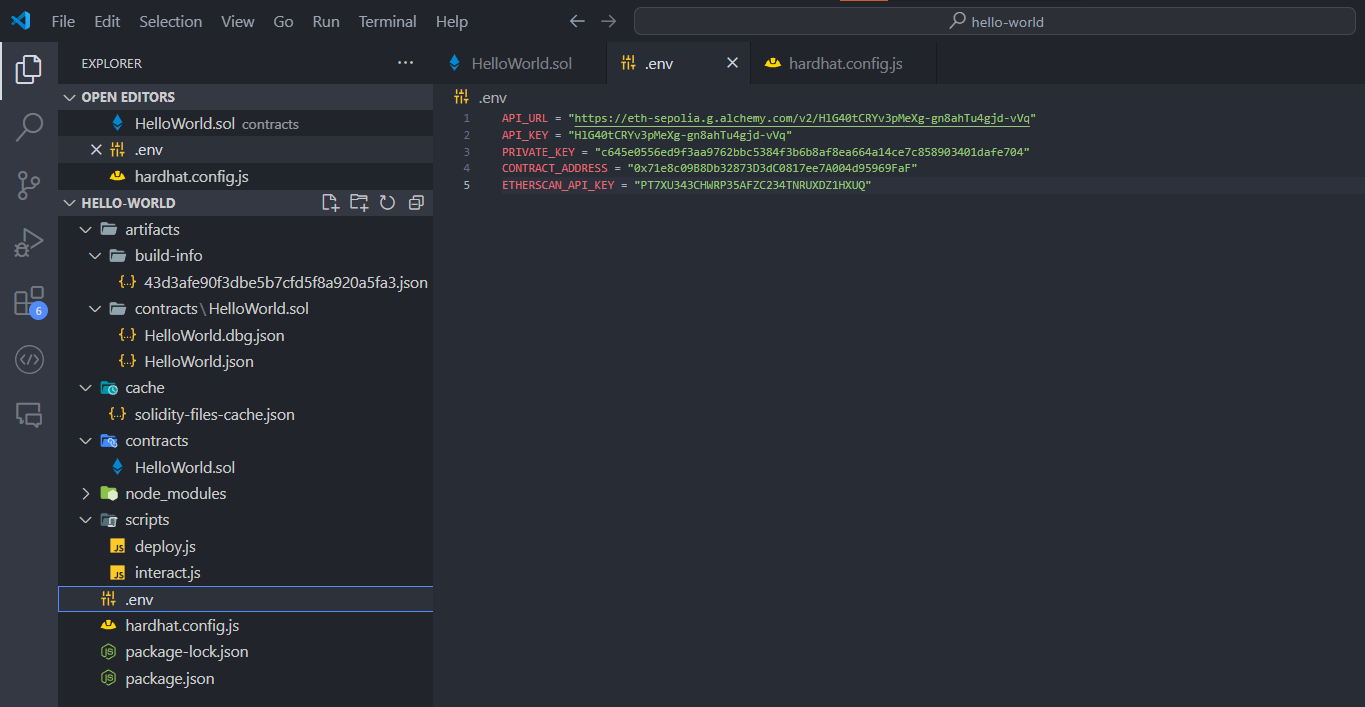 File Edit Selection View Go Run Terminal Help
hello-world
EXPLORER
HelloWorld.sol
.env
hardhat.config.js
OPEN EDITORS
HelloWorld.sol contracts
.env
hardhat.config.js
HELLO-WORLD
artifacts
build-info
43d3afe90f3dbe5b7cfd5f8a920a5fa3.json
contracts\HelloWorld.sol
HelloWorld.dbg.json
HelloWorld.json
cache
solidity-files-cache.json
contracts
HelloWorld.sol
node_modules
scripts
deploy.js
interact.js
.env
hardhat.config.js
package-lock.json
package.json
6
.env
1 API_URL = "https://eth-sepolia.g.alchemy.com/v2/HlG40tCRYv3pMeXg-gn8ahTu4gjd-vVq"
2 API_KEY = "HlG40tCRYv3pMeXg-gn8ahTu4gjd-vVq"
3 PRIVATE_KEY = "c645e0556ed9f3aa9762bbc5384f3b6b8af8ea664a14ce7c858903401dafe704"
4 CONTRACT_ADDRESS = "0x71e8c09B8Db32873D3dC0817ee7A004d95969FaF"
5 ETHERSCAN_API_KEY = "PT7XU343CHWRP35AFZC234TNRUXDZ1HXUQ"